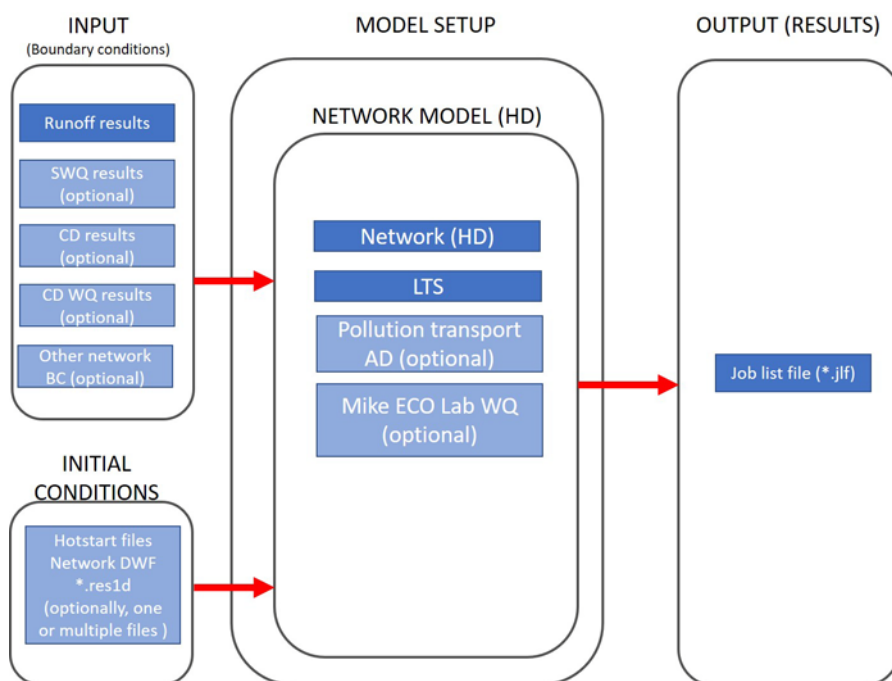 INPUT
(Boundary conditions)
Runoff results
SWQ results
(optional)
CD results
(optional)
CD WQ results
(optional)
Other network
BC (optional)
INITIAL
CONDITIONS
Hotstart files
Network DWF
*.res1d
(optionally, one
or multiple files )
MODEL SETUP
NETWORK MODEL (HD)
Network (HD)
LTS
Pollution transport
AD (optional)
Mike ECO Lab WQ
(optional)
OUTPUT (RESULTS)
Job list file (*.jlf)